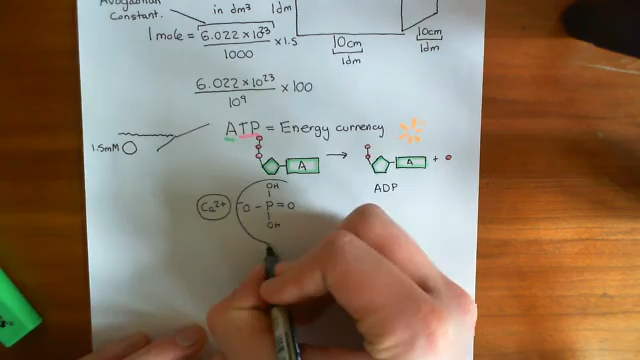 Avogadrian
Constant.
in dm³
1dm
1 mole = 6.022 x 10²³ x 1.5
1000
10cm
1dm
10cm
1dm
6.022 x 10²³ x 100
10⁹
ATP = Energy currency
1.5mM
A
A
+
ADP
Ca²⁺
OH
⁻O - P = O
OH